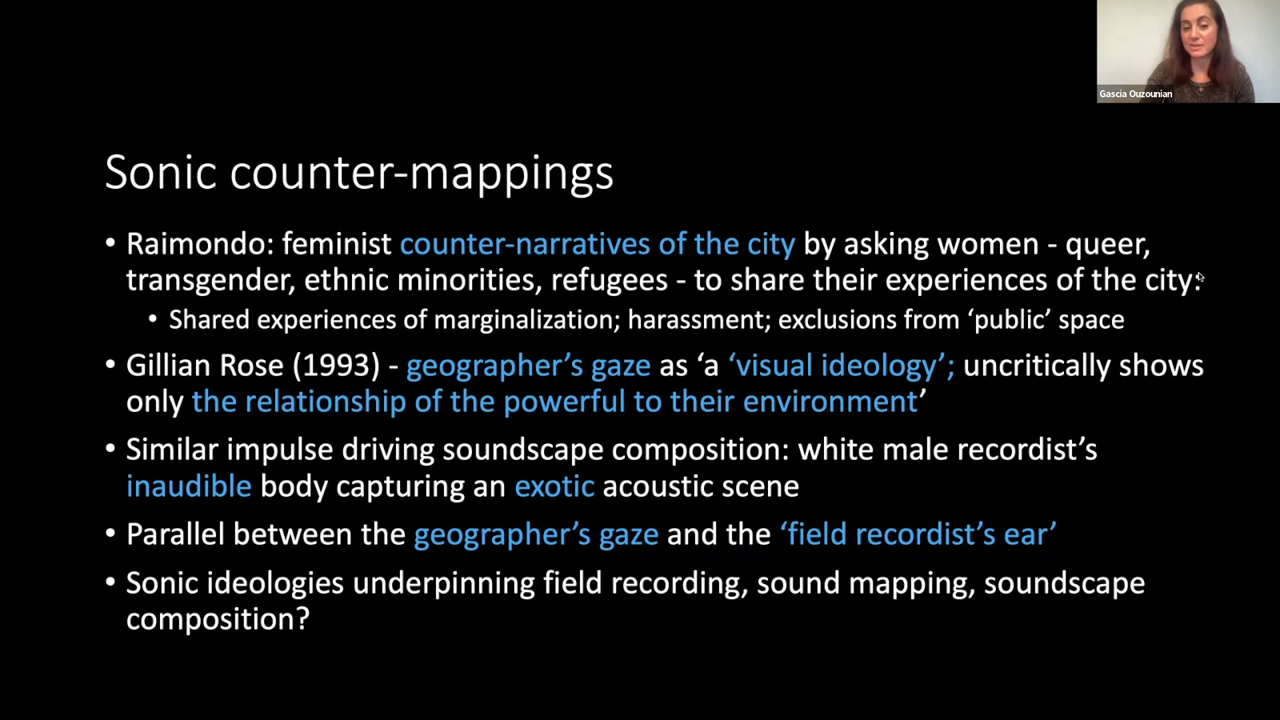 Gascia Ouzounian
Sonic counter-mappings
• Raimondo: feminist counter-narratives of the city by asking women - queer,
transgender, ethnic minorities, refugees - to share their experiences of the city:
• Shared experiences of marginalization; harassment; exclusions from ‘public’ space
• Gillian Rose (1993) - geographer’s gaze as ‘a ‘visual ideology’; uncritically shows
only the relationship of the powerful to their environment’
• Similar impulse driving soundscape composition: white male recordist’s
inaudible body capturing an exotic acoustic scene
• Parallel between the geographer’s gaze and the ‘field recordist’s ear’
• Sonic ideologies underpinning field recording, sound mapping, soundscape
composition?